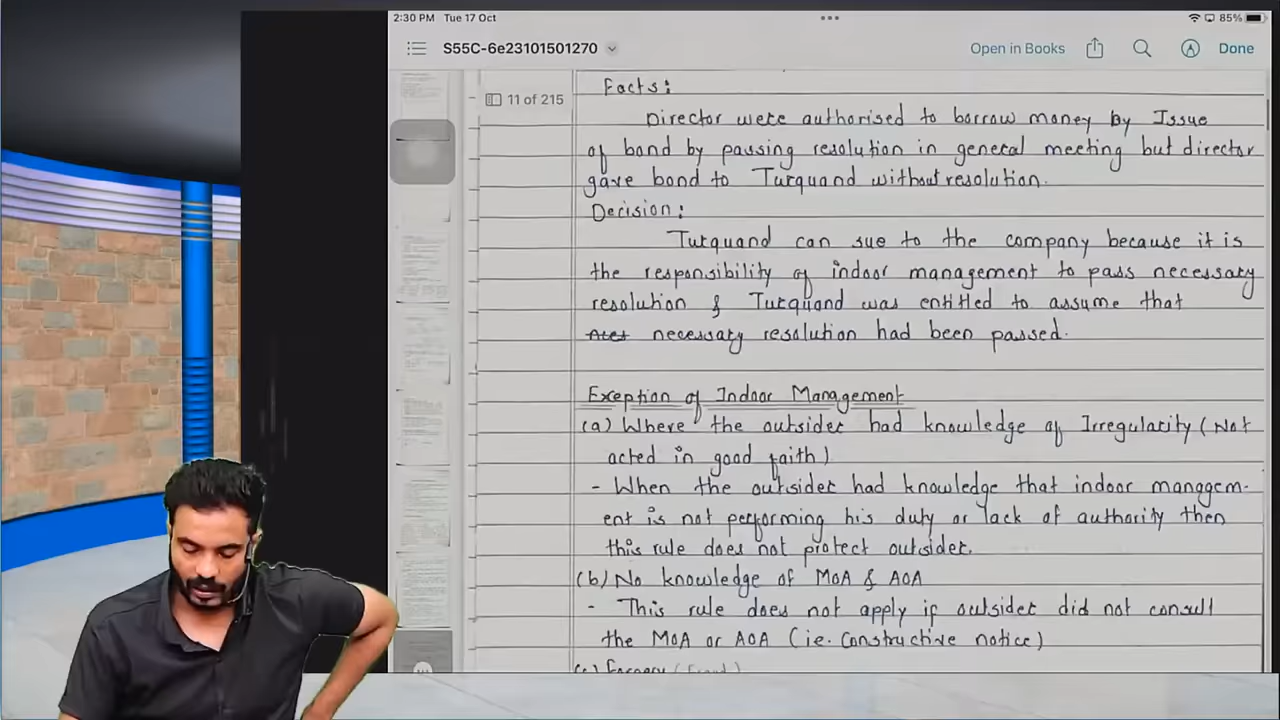 2:30 PM Tue 17 Oct
85%
S55C-6e23101501270
Open in Books
Done
11 of 215
Facts:
Director were authorised to borrow money by Issue
of bond by passing resolution in general meeting but director
gave bond to Turquand without resolution.
Decision:
Turquand can sue to the company because it is
the responsibility of indoor management to pass necessary
resolution & Turquand was entitled to assume that
necessary resolution had been passed.
Exeption of Indoor Management
(a) Where the outsider had knowledge of Irregularity (Not
acted in good faith)
- When the outsider had knowledge that indoor managem-
ent is not performing his duty or lack of authority then
this rule does not protect outsider.
(b) No knowledge of MOA & AOA
- This rule does not apply if outsider did not consult
the MOA or AOA (ie. Constructive notice)